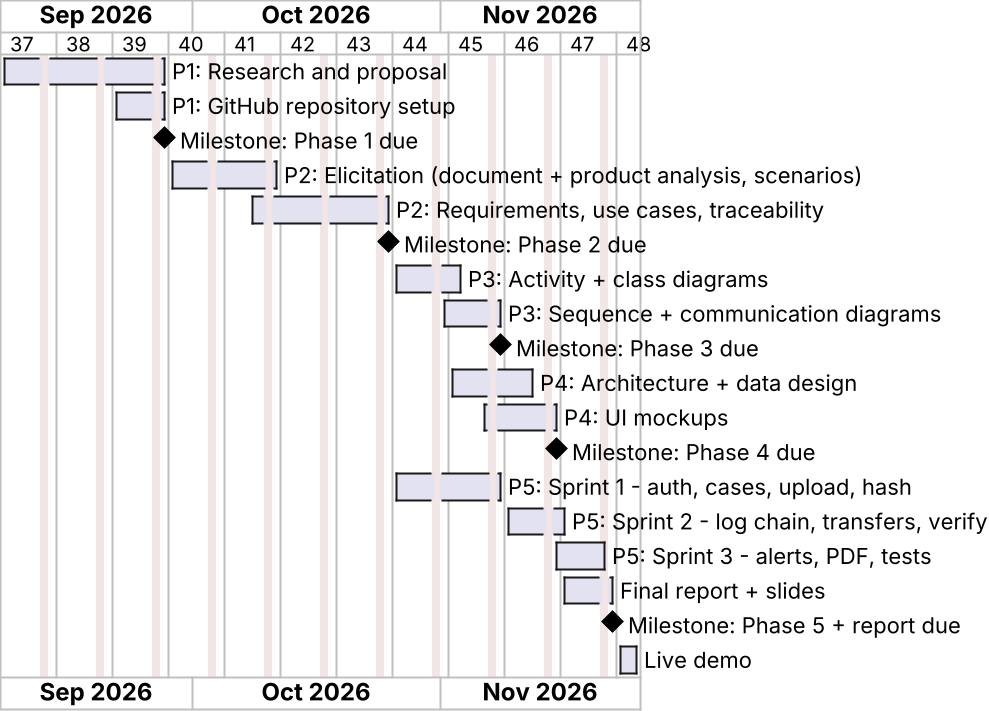 Sep 2026 Oct 2026 Nov 2026
37 38 39 40 41 42 43 44 45 46 47 48
P1: Research and proposal
P1: GitHub repository setup
Milestone: Phase 1 due
P2: Elicitation (document + product analysis, scenarios)
P2: Requirements, use cases, traceability
Milestone: Phase 2 due
P3: Activity + class diagrams
P3: Sequence + communication diagrams
Milestone: Phase 3 due
P4: Architecture + data design
P4: UI mockups
Milestone: Phase 4 due
P5: Sprint 1 - auth, cases, upload, hash
P5: Sprint 2 - log chain, transfers, verify
P5: Sprint 3 - alerts, PDF, tests
Final report + slides
Milestone: Phase 5 + report due
Live demo
Sep 2026 Oct 2026 Nov 2026